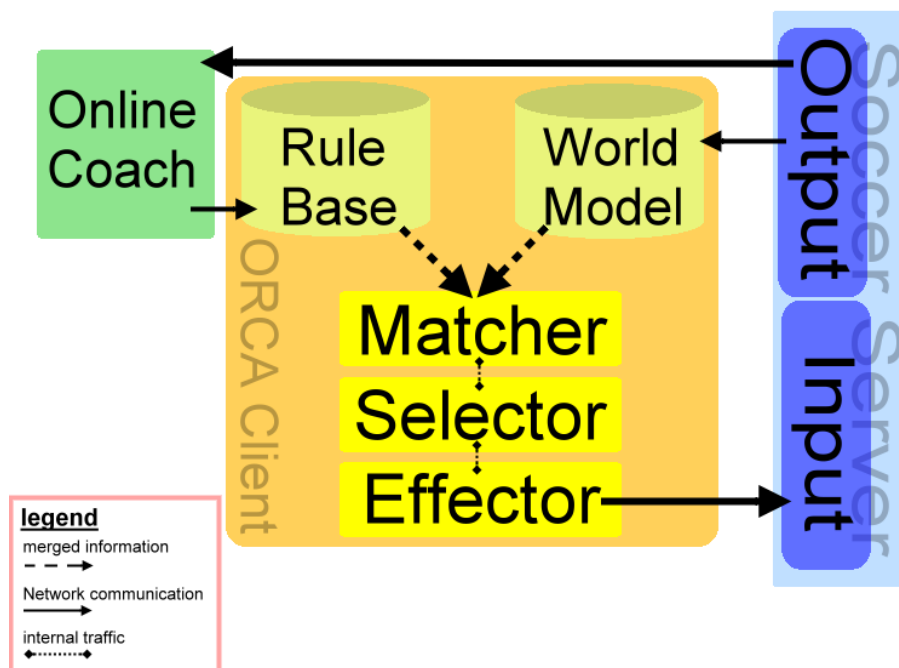 Online
Coach
Rule
Base
World
Model
Output
Soccer Server
ORCA Client
Matcher
Selector
Effector
Input
legend
merged information
Network communication
internal traffic